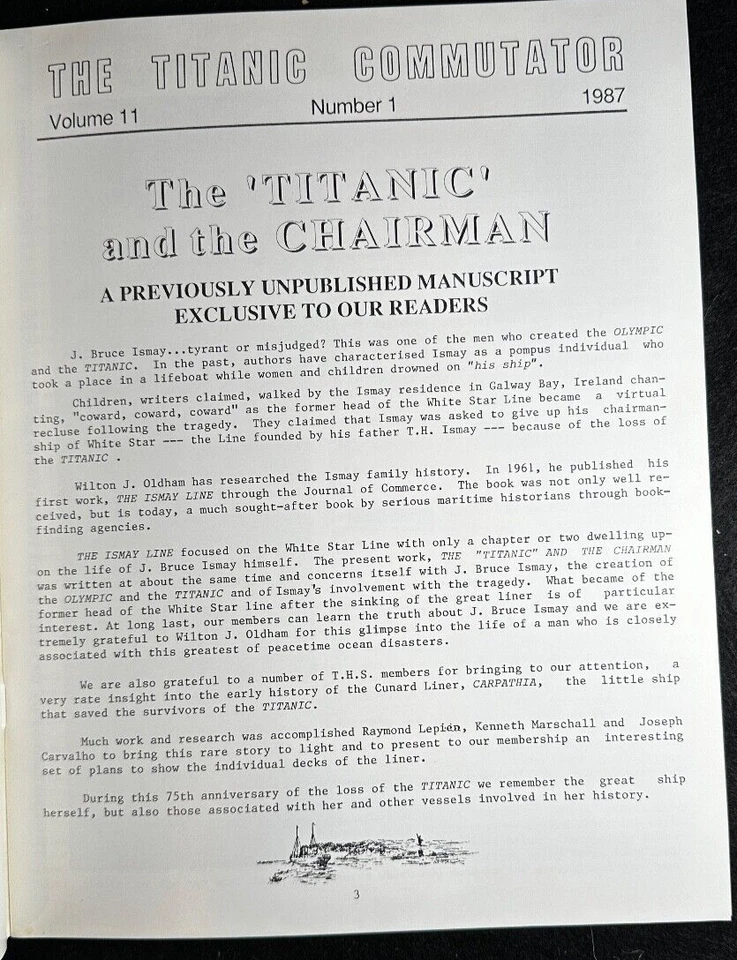 THE TITANIC COMMUTATOR
Volume 11 Number 1 1987
The 'TITANIC'
and the CHAIRMAN
A PREVIOUSLY UNPUBLISHED MANUSCRIPT
EXCLUSIVE TO OUR READERS
J. Bruce Ismay...tyrant or misjudged? This was one of the men who created the OLYMPIC
and the TITANIC. In the past, authors have characterised Ismay as a pompus individual who
took a place in a lifeboat while women and children drowned on "his ship".
Children, writers claimed, walked by the Ismay residence in Galway Bay, Ireland chan-
ting, "coward, coward, coward" as the former head of the White Star Line became a virtual
recluse following the tragedy. They claimed that Ismay was asked to give up his chairman-
ship of White Star --- the Line founded by his father T.H. Ismay --- because of the loss of
the TITANIC .
Wilton J. Oldham has researched the Ismay family history. In 1961, he published his
first work, THE ISMAY LINE through the Journal of Commerce. The book was not only well re-
ceived, but is today, a much sought-after book by serious maritime historians through book-
finding agencies.
THE ISMAY LINE focused on the White Star Line with only a chapter or two dwelling up-
on the life of J. Bruce Ismay himself. The present work, THE "TITANIC" AND THE CHAIRMAN
was written at about the same time and concerns itself with J. Bruce Ismay, the creation of
the OLYMPIC and the TITANIC and of Ismay's involvement with the tragedy. What became of the
former head of the White Star line after the sinking of the great liner is of particular
interest. At long last, our members can learn the truth about J. Bruce Ismay and we are ex-
tremely grateful to Wilton J. Oldham for this glimpse into the life of a man who is closely
associated with this greatest of peacetime ocean disasters.
We are also grateful to a number of T.H.S. members for bringing to our attention, a
very rate insight into the early history of the Cunard Liner, CARPATHIA, the little ship
that saved the survivors of the TITANIC.
Much work and research was accomplished Raymond Lepien, Kenneth Marschall and Joseph
Carvalho to bring this rare story to light and to present to our membership an interesting
set of plans to show the individual decks of the liner.
During this 75th anniversary of the loss of the TITANIC we remember the great ship
herself, but also those associated with her and other vessels involved in her history.
3